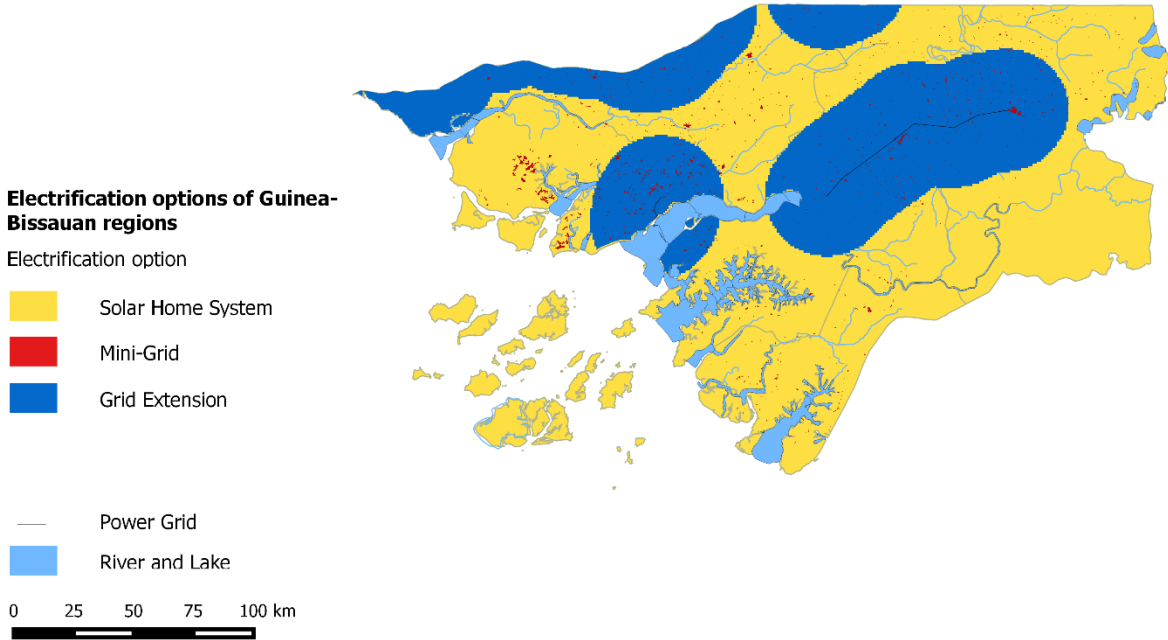 Electrification options of Guinea-
Bissauan regions
Electrification option
Solar Home System
Mini-Grid
Grid Extension
Power Grid
River and Lake
0 25 50 75 100 km